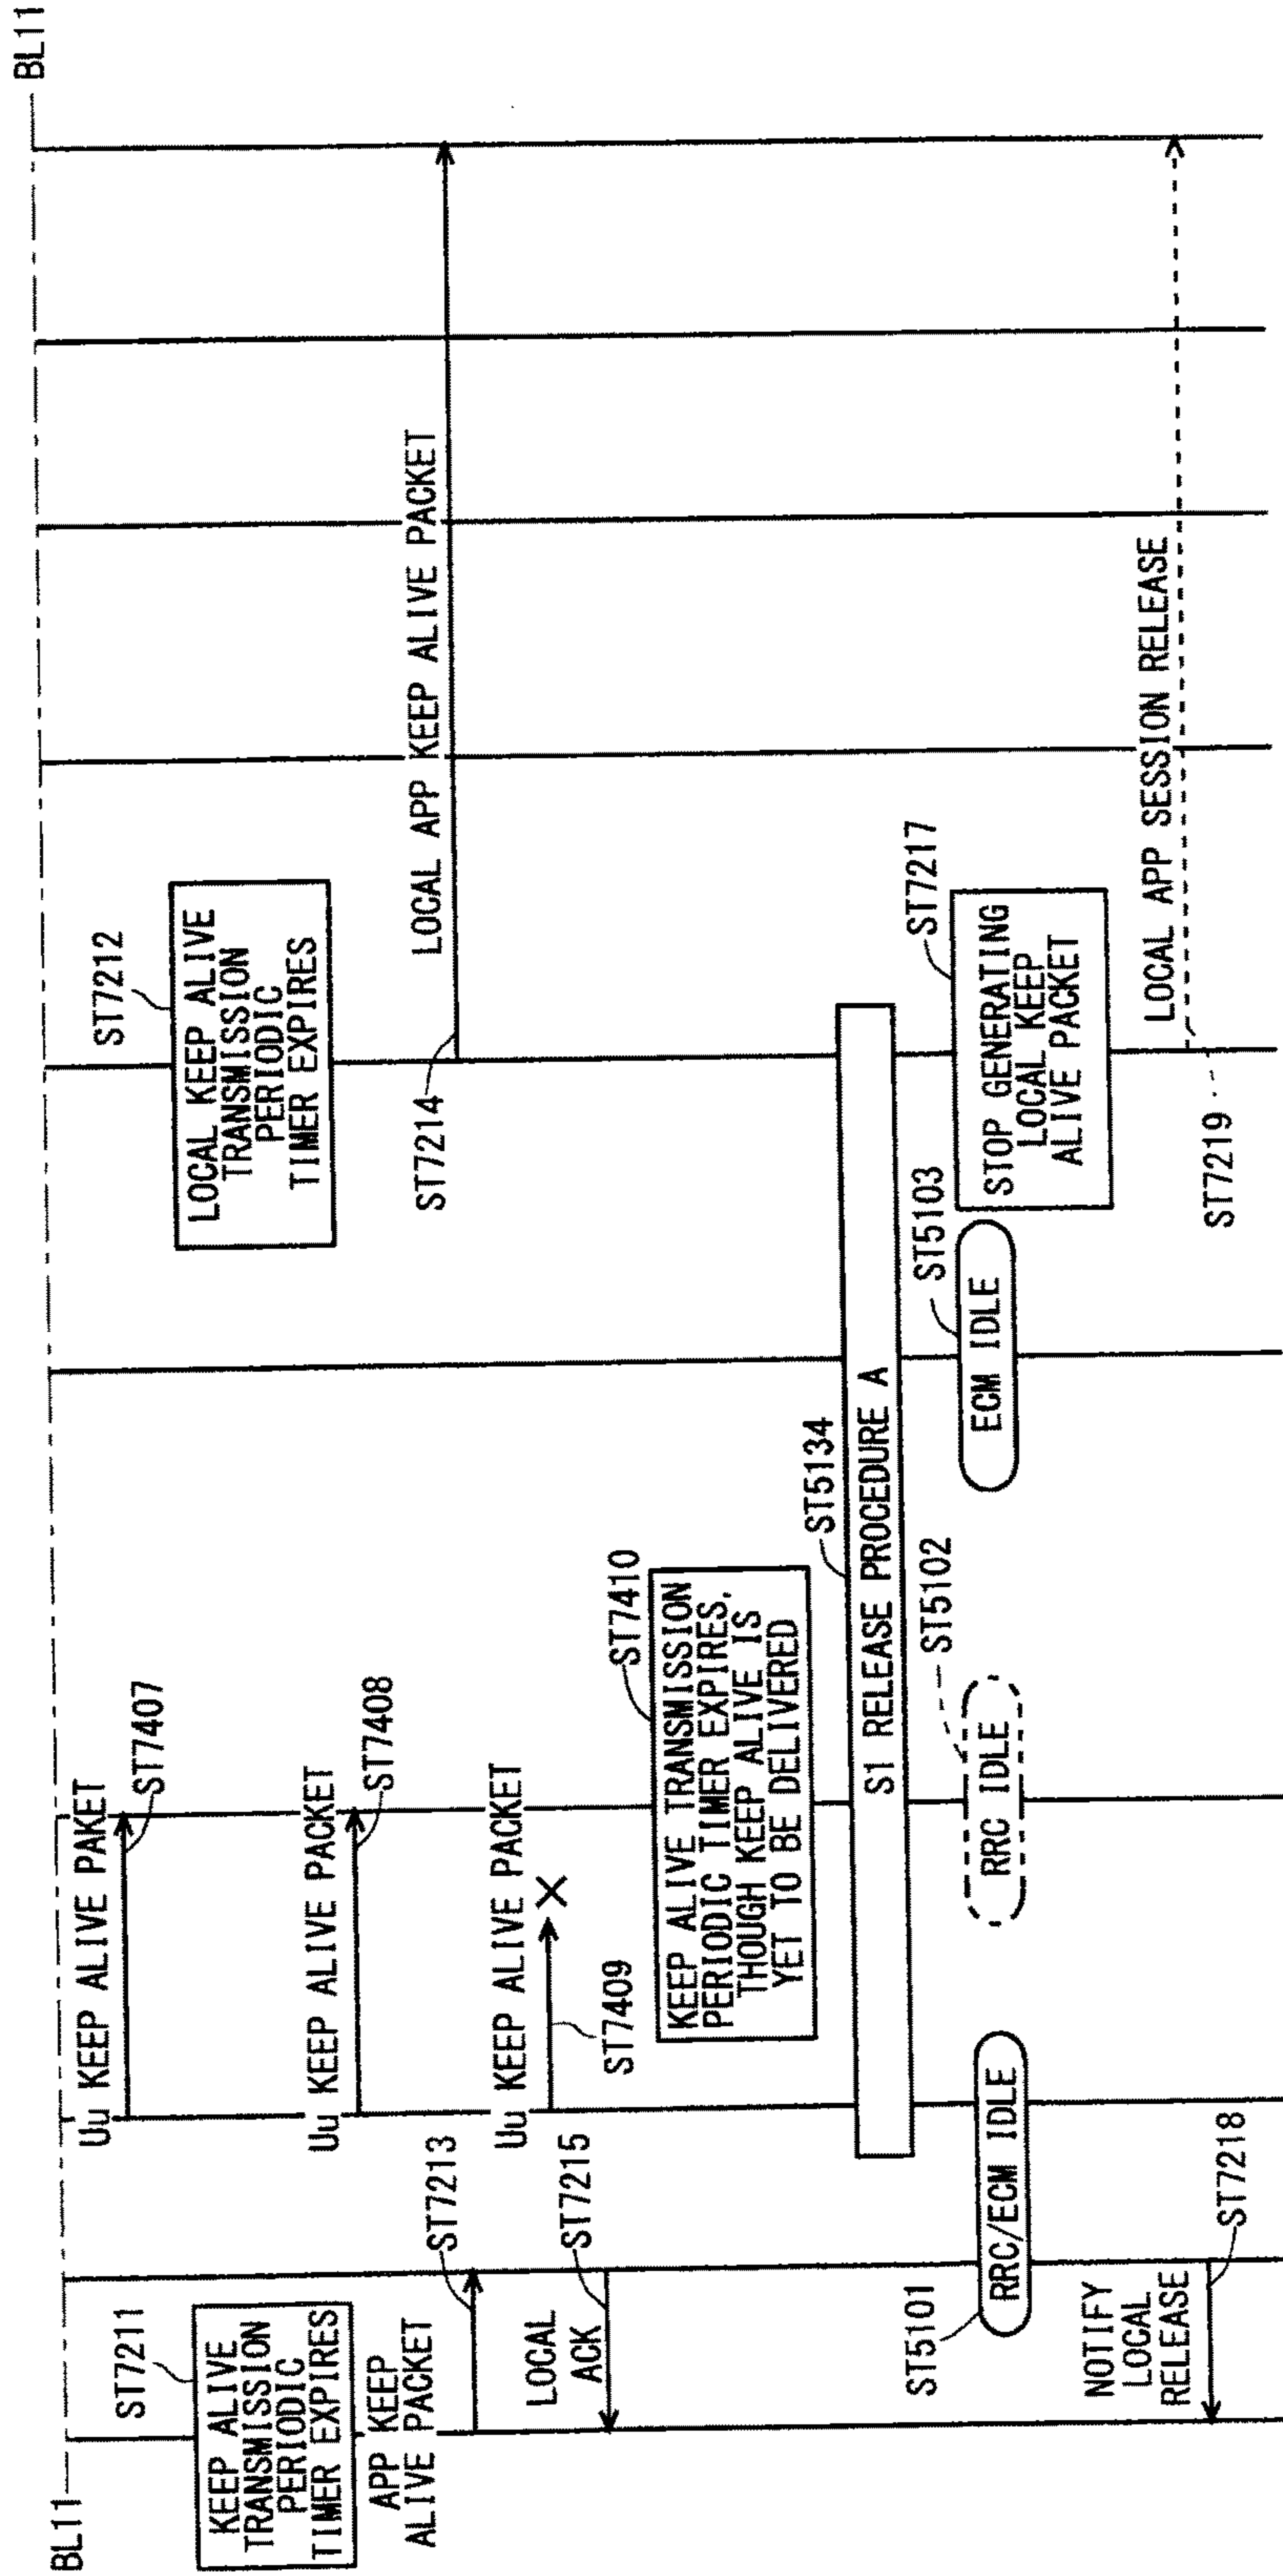 BL11
BL11
ST7211
KEEP ALIVE
TRANSMISSION
PERIODIC
TIMER EXPIRES
Uu KEEP ALIVE PAKET
ST7407
ST7212
LOCAL KEEP ALIVE
TRANSMISSION
PERIODIC
TIMER EXPIRES
Uu KEEP ALIVE PACKET
ST7408
APP KEEP
ALIVE PACKET
ST7213
ST7214
LOCAL APP KEEP ALIVE PACKET
Uu KEEP ALIVE PACKET
ST7409
LOCAL
ACK
ST7215
ST7410
KEEP ALIVE TRANSMISSION
PERIODIC TIMER EXPIRES,
THOUGH KEEP ALIVE IS
YET TO BE DELIVERED
ST5134
S1 RELEASE PROCEDURE A
ST5101
RRC/ECM IDLE
ST5102
RRC IDLE
ST5103
ECM IDLE
ST7217
STOP GENERATING
LOCAL KEEP
ALIVE PACKET
NOTIFY
LOCAL
RELEASE
ST7218
LOCAL APP SESSION RELEASE
ST7219